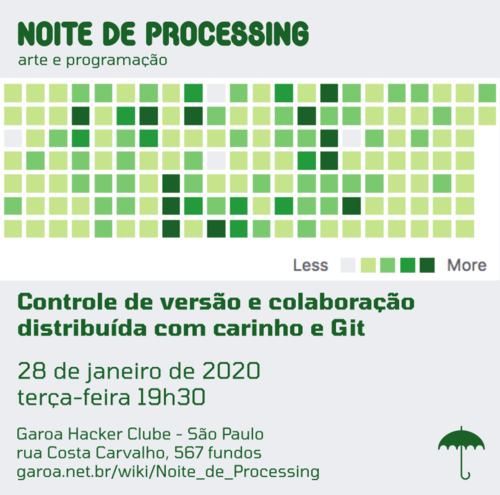 NOITE DE PROCESSING
arte e programação
Less
More
Controle de versão e colaboração
distribuída com carinho e Git
28 de janeiro de 2020
terça-feira 19h30
Garoa Hacker Clube - São Paulo
rua Costa Carvalho, 567 fundos
garoa.net.br/wiki/Noite_de_Processing